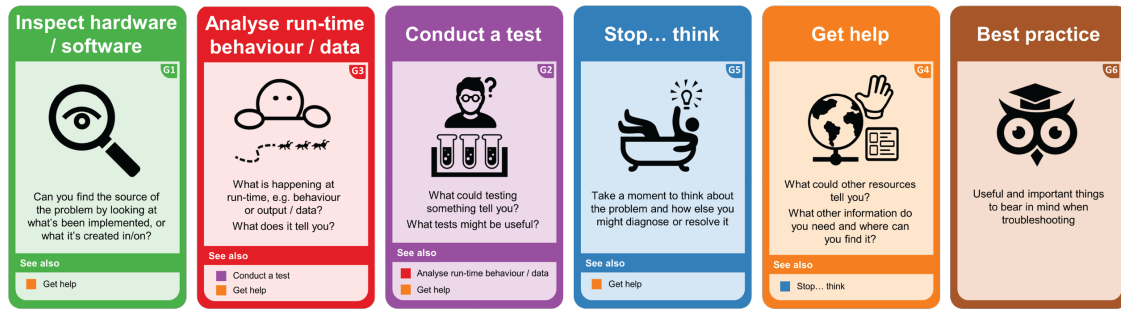 Inspect hardware
/ software
G1
Can you find the source of
the problem by looking at
what's been implemented, or
what it's created in/on?
See also
Get help
Analyse run-time
behaviour / data
G3
What is happening at
run-time, e.g. behaviour
or output / data?
What does it tell you?
See also
Conduct a test
Get help
Conduct a test
G2
?
What could testing
something tell you?
What tests might be useful?
See also
Analyse run-time behaviour / data
Get help
Stop... think
G5
Take a moment to think about
the problem and how else you
might diagnose or resolve it
See also
Get help
Get help
G4
What could other resources
tell you?
What other information do
you need and where can
you find it?
See also
Stop... think
Best practice
G6
Useful and important things
to bear in mind when
troubleshooting